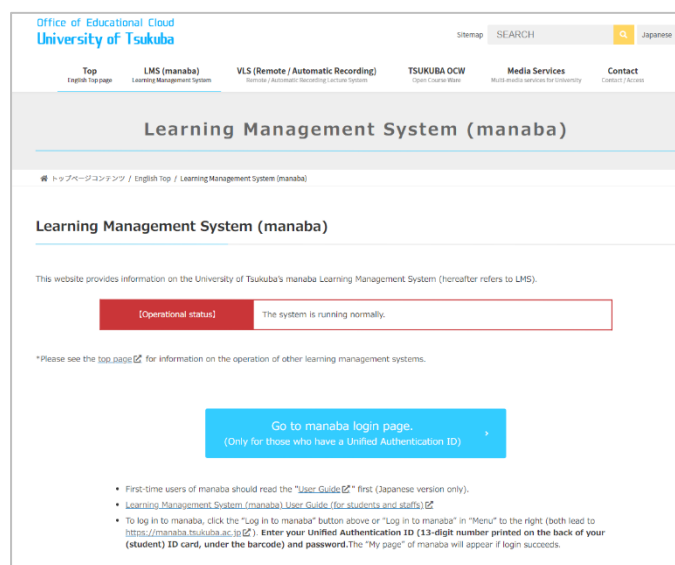 Office of Educational Cloud
University of Tsukuba
Sitemap
SEARCH
Japanese
Top
English Top page
LMS (manaba)
Learning Management System
VLS (Remote / Automatic Recording)
Remote / Automatic Recording Lecture System
TSUKUBA OCW
Open Course Ware
Media Services
Multi-media services for University
Contact
Contact / Access
Learning Management System (manaba)
トップページコンテンツ / English Top / Learning Management System (manaba)
Learning Management System (manaba)
This website provides information on the University of Tsukuba's manaba Learning Management System (hereafter refers to LMS).
【Operational status】
The system is running normally.
*Please see the top page for information on the operation of other learning management systems.
Go to manaba login page.
(Only for those who have a Unified Authentication ID)
• First-time users of manaba should read the "User Guide" first (Japanese version only).
• Learning Management System (manaba) User Guide (for students and staffs)
• To log in to manaba, click the "Log in to manaba" button above or "Log in to manaba" in "Menu" to the right (both lead to
https://manaba.tsukuba.ac.jp). Enter your Unified Authentication ID (13-digit number printed on the back of your
(student) ID card, under the barcode) and password.The "My page" of manaba will appear if login succeeds.